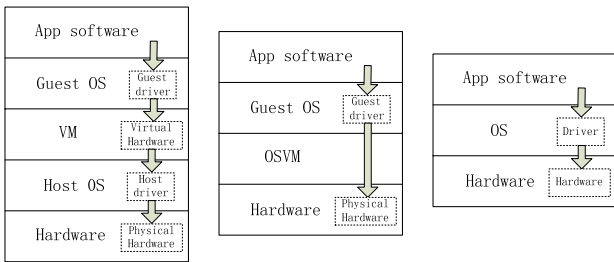 App software
Guest OS
Guest
driver
VM
Virtual
Hardware
Host OS
Host
driver
Hardware
Physical
Hardware
App software
Guest OS
Guest
driver
OSVM
Hardware
Physical
Hardware
App software
OS
Driver
Hardware
Hardware